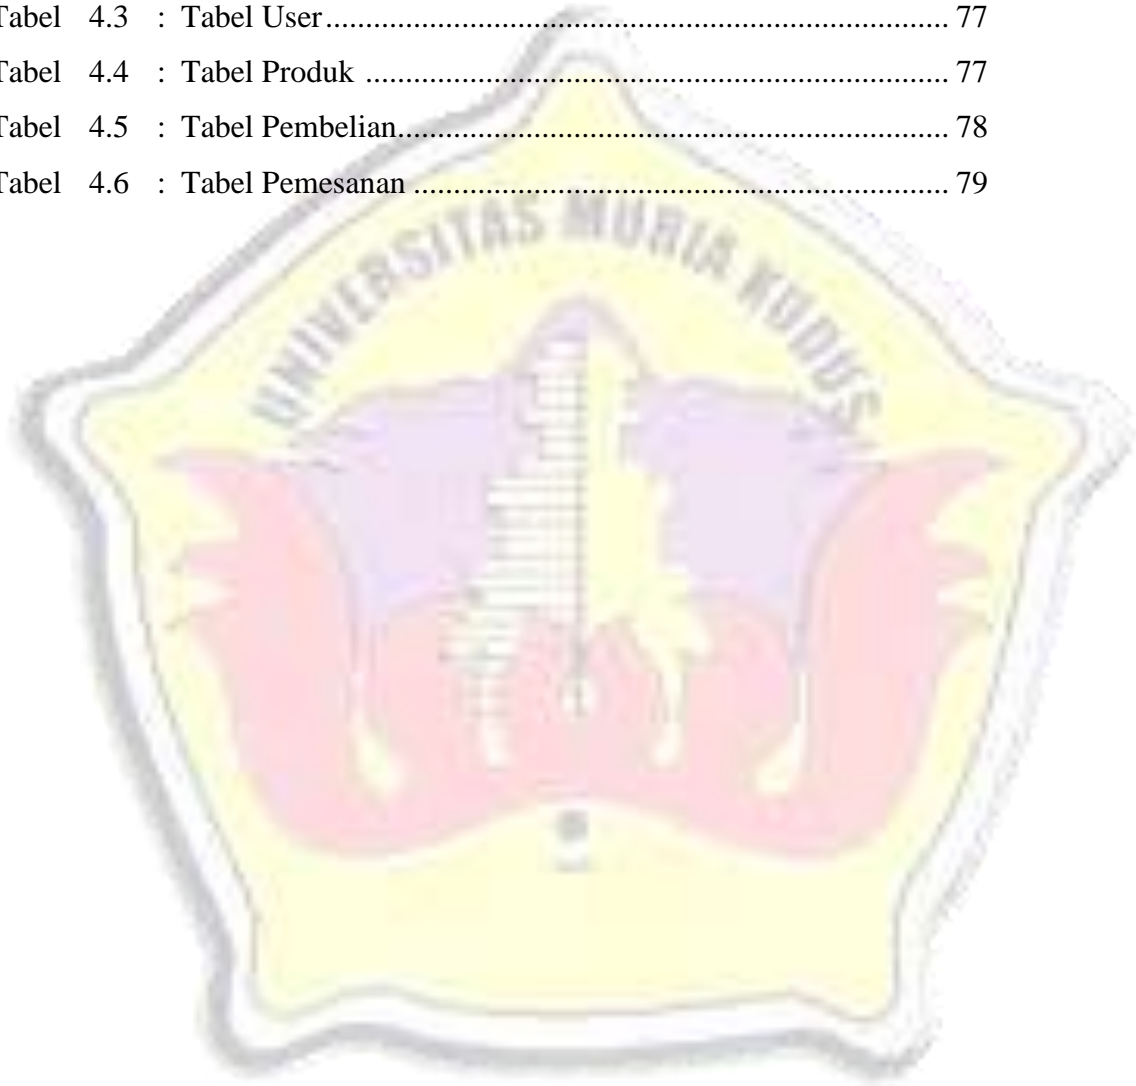 Tabel 4.3 : Tabel User.......................................................................... 77
Tabel 4.4 : Tabel Produk ..................................................................... 77
Tabel 4.5 : Tabel Pembelian................................................................. 78
Tabel 4.6 : Tabel Pemesanan ............................................................... 79
UNIVERSITAS MURIA KUDUS